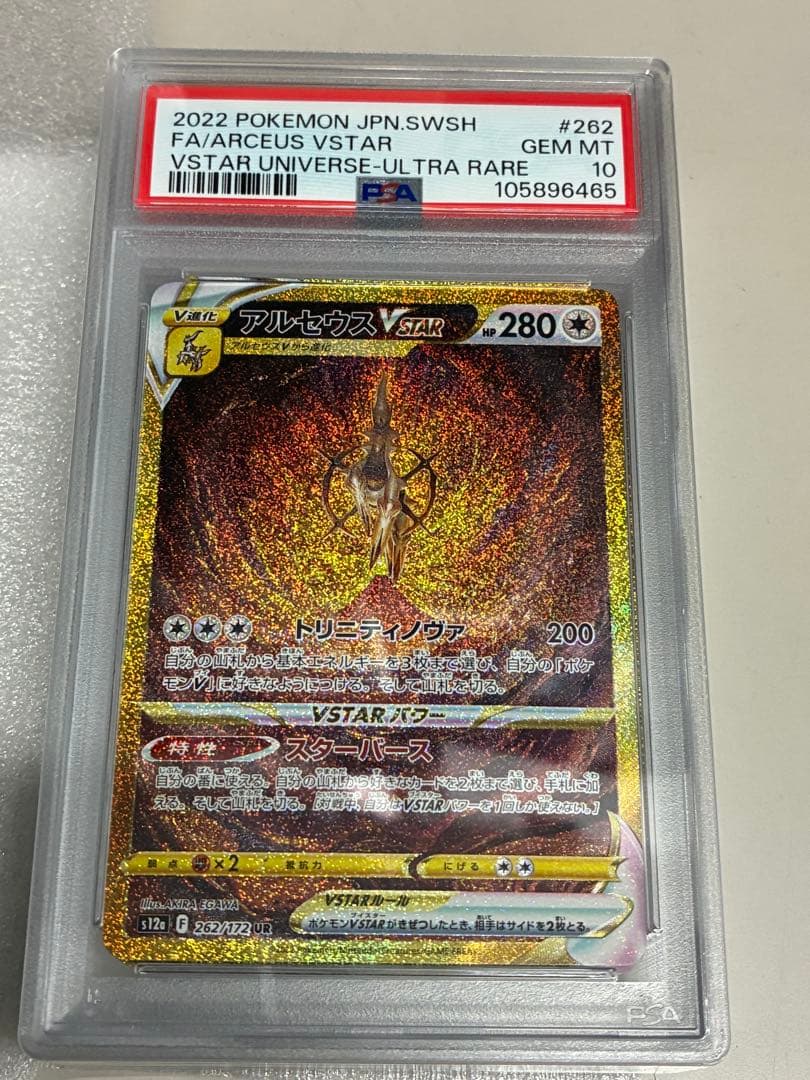 2022 POKEMON JPN.SWSH #262
FA/ARCEUS VSTAR GEM MT
VSTAR UNIVERSE-ULTRA RARE 10
105896465
PSA
V進化
アルセウス VSTAR HP 280
アルセウスVから進化
トリニティノヴァ 200
自分の山札から基本エネルギーを3枚まで選び、自分の「ポケ
モンV」に好きなようにつける。そして山札を切る。
VSTARパワー
特性 スターバース
自分の番に使える。自分の山札から好きなカードを2枚まで選び、手札に加
える。そして山札を切る。[対戦中、自分はVSTARパワーを1回しか使えない。]
弱点 ×2 抵抗力 にげる
Illus. AKIRA EGAWA
VSTARルール
s12a F 262/172 UR
ポケモンVSTARがきぜつしたとき、相手はサイドを2枚とる。
PSA